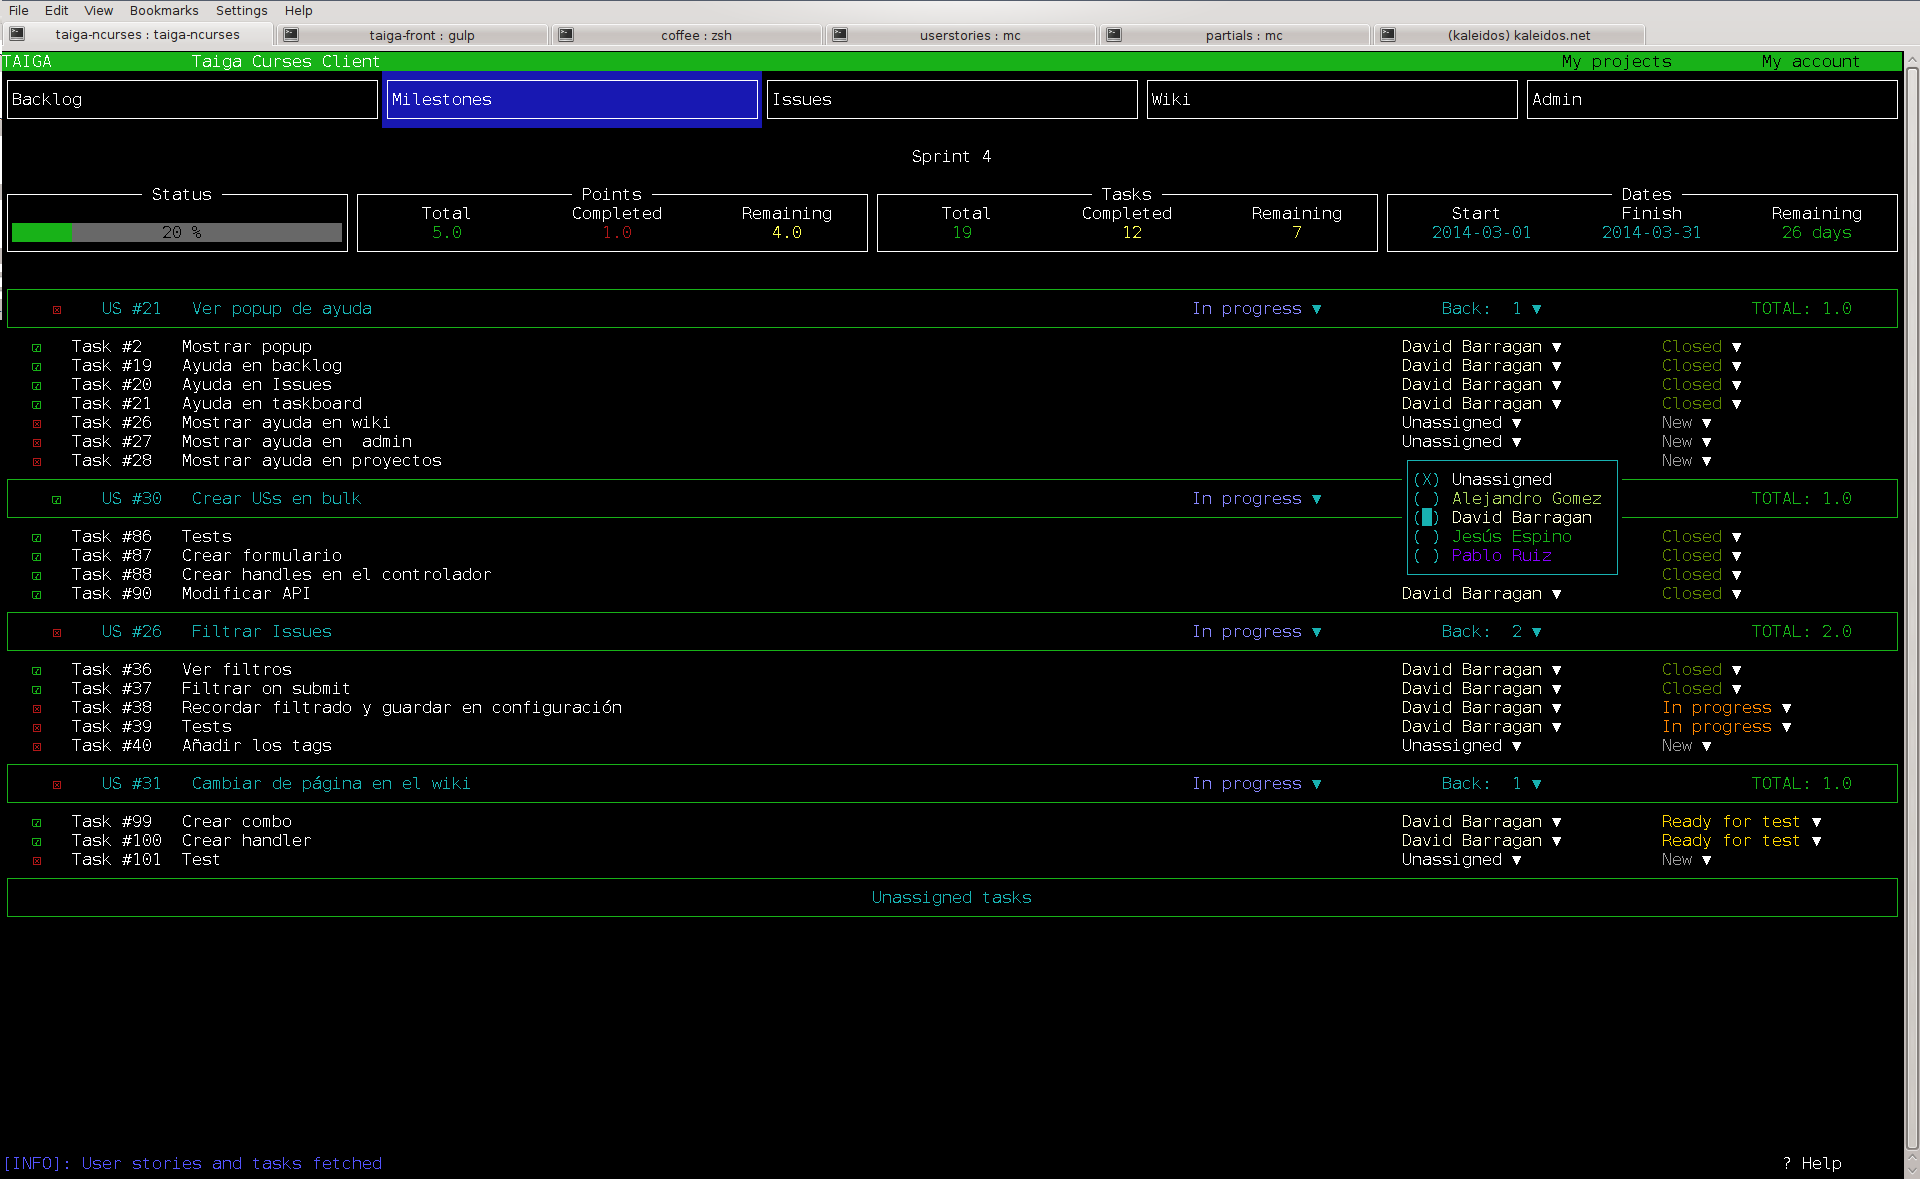 File Edit View Bookmarks Settings Help
taiga-ncurses : taiga-ncurses taiga-front : gulp coffee : zsh userstories : mc partials : mc (kaleidos) kaleidos.net
TAIGA Taiga Curses Client My projects My account
Backlog Milestones Issues Wiki Admin
Sprint 4
Status Points Tasks Dates
Total Completed Remaining Total Completed Remaining Start Finish Remaining
20 % 5.0 1.0 4.0 19 12 7 2014-03-01 2014-03-31 26 days
US #21 Ver popup de ayuda In progress ▼ Back: 1 ▼ TOTAL: 1.0
Task #2 Mostrar popup David Barragan ▼ Closed ▼
Task #19 Ayuda en backlog David Barragan ▼ Closed ▼
Task #20 Ayuda en Issues David Barragan ▼ Closed ▼
Task #21 Ayuda en taskboard David Barragan ▼ Closed ▼
Task #26 Mostrar ayuda en wiki Unassigned ▼ New ▼
Task #27 Mostrar ayuda en  admin Unassigned ▼ New ▼
Task #28 Mostrar ayuda en proyectos New ▼
(X) Unassigned
US #30 Crear USs en bulk In progress ▼ ( ) Alejandro Gomez TOTAL: 1.0
( ) David Barragan
Task #86 Tests ( ) Jesús Espino Closed ▼
Task #87 Crear formulario ( ) Pablo Ruiz Closed ▼
Task #88 Crear handles en el controlador Closed ▼
Task #90 Modificar API David Barragan ▼ Closed ▼
US #26 Filtrar Issues In progress ▼ Back: 2 ▼ TOTAL: 2.0
Task #36 Ver filtros David Barragan ▼ Closed ▼
Task #37 Filtrar on submit David Barragan ▼ Closed ▼
Task #38 Recordar filtrado y guardar en configuración David Barragan ▼ In progress ▼
Task #39 Tests David Barragan ▼ In progress ▼
Task #40 Añadir los tags Unassigned ▼ New ▼
US #31 Cambiar de página en el wiki In progress ▼ Back: 1 ▼ TOTAL: 1.0
Task #99 Crear combo David Barragan ▼ Ready for test ▼
Task #100 Crear handler David Barragan ▼ Ready for test ▼
Task #101 Test Unassigned ▼ New ▼
Unassigned tasks
[INFO]: User stories and tasks fetched ? Help